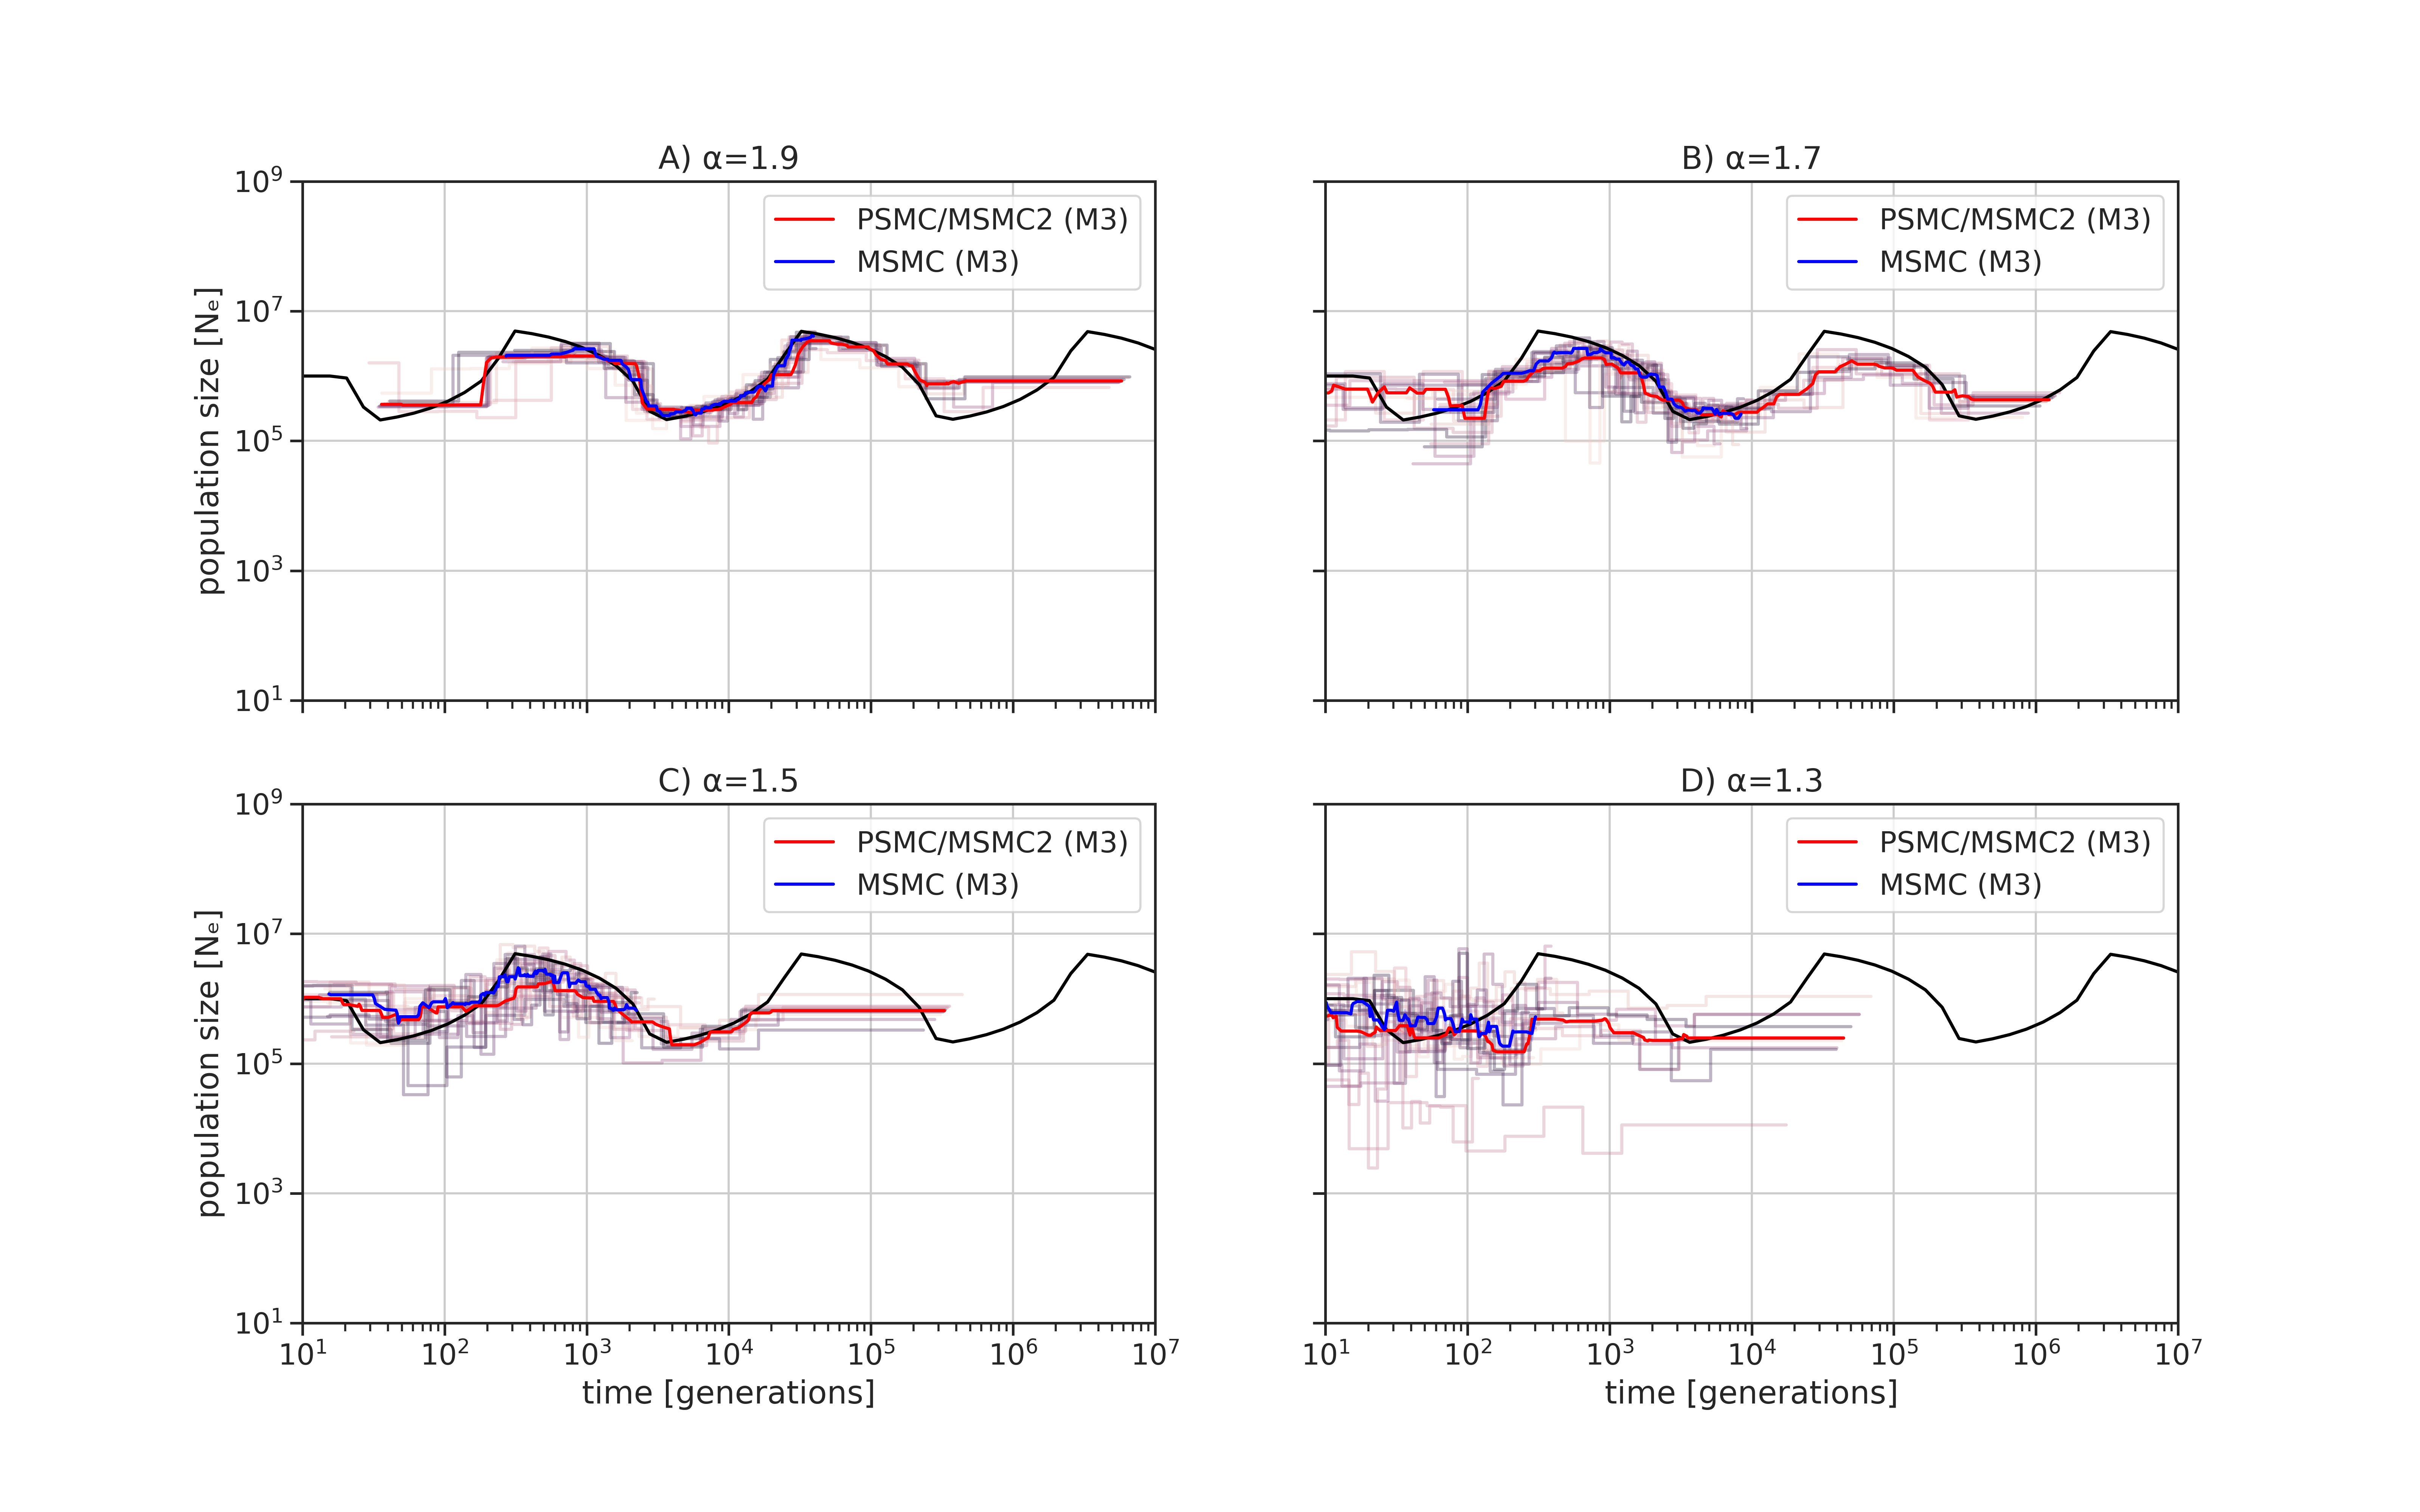 A) α=1.9
B) α=1.7
10⁹
PSMC/MSMC2 (M3)
MSMC (M3)
PSMC/MSMC2 (M3)
MSMC (M3)
10⁷
10⁵
10³
10¹
population size [Nₑ]
C) α=1.5
D) α=1.3
10⁹
PSMC/MSMC2 (M3)
MSMC (M3)
PSMC/MSMC2 (M3)
MSMC (M3)
10⁷
10⁵
10³
10¹
population size [Nₑ]
10¹ 10² 10³ 10⁴ 10⁵ 10⁶ 10⁷
10¹ 10² 10³ 10⁴ 10⁵ 10⁶ 10⁷
time [generations]
time [generations]